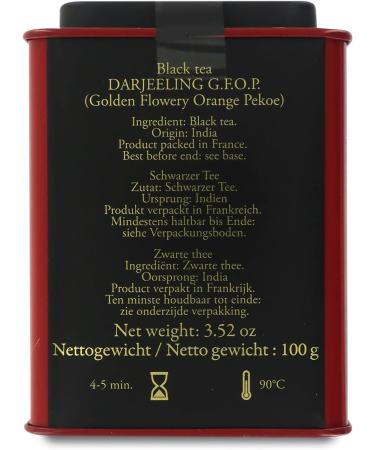 Black tea
DARJEELING G.F.O.P.
(Golden Flowery Orange Pekoe)
Ingredient: Black tea.
Origin: India
Product packed in France.
Best before end: see base.
Schwarzer Tee
Zutat: Schwarzer Tee.
Ursprung: Indien
Produkt verpackt in Frankreich.
Mindestens haltbar bis Ende:
siehe Verpackungsboden.
Zwarte thee
Ingrediënt: Zwarte thee.
Oorsprong: India
Product verpakt in Frankrijk.
Ten minste houdbaar tot einde:
zie onderzijde verpakking.
Net weight: 3.52 oz
Nettogewicht / Netto gewicht : 100 g
4-5 min. 90°C